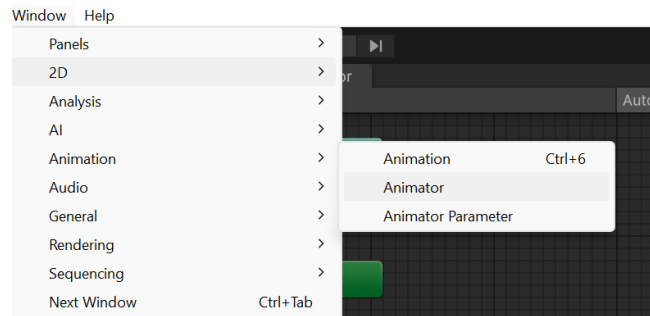 Window Help
Panels
2D
or
Analysis
Auto
AI
Animation
Animation Ctrl+6
Audio
Animator
General
Animator Parameter
Rendering
Sequencing
Next Window Ctrl+Tab